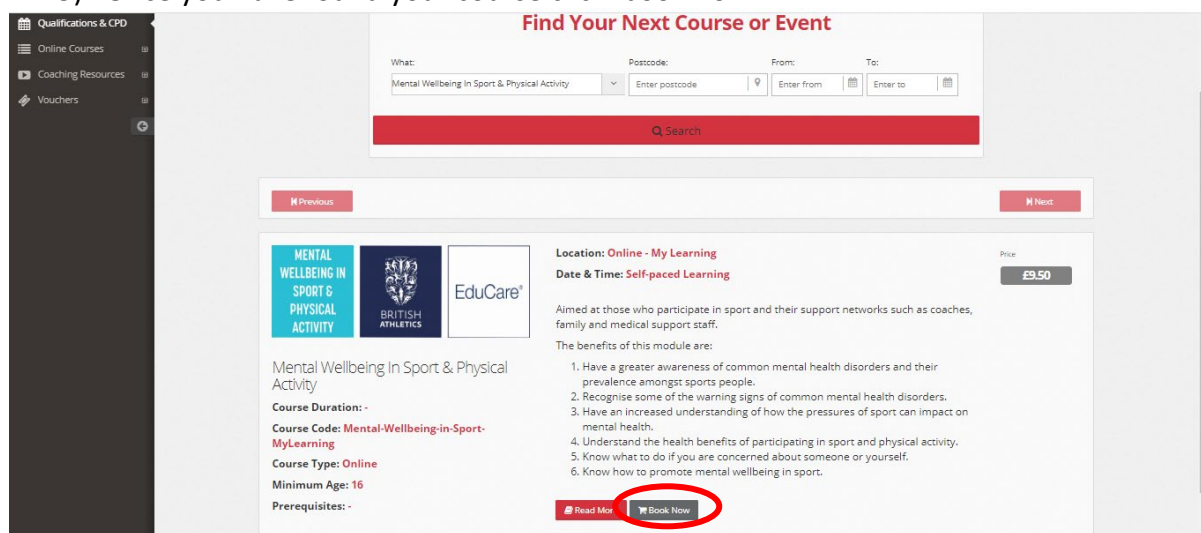 Qualifications & CPD
Online Courses
Coaching Resources
Vouchers
Find Your Next Course or Event
What:
Postcode:
From:
To:
Mental Wellbeing In Sport & Physical Activity
Enter postcode
Enter from
Enter to
Search
Previous
Next
MENTAL
WELLBEING IN
SPORT &
PHYSICAL
ACTIVITY
BRITISH
ATHLETICS
EduCare®
Mental Wellbeing In Sport & Physical
Activity
Course Duration: -
Course Code: Mental-Wellbeing-in-Sport-
MyLearning
Course Type: Online
Minimum Age: 16
Prerequisites: -
Location: Online - My Learning
Date & Time: Self-paced Learning
Aimed at those who participate in sport and their support networks such as coaches,
family and medical support staff.
The benefits of this module are:
1. Have a greater awareness of common mental health disorders and their
prevalence amongst sports people.
2. Recognise some of the warning signs of common mental health disorders.
3. Have an increased understanding of how the pressures of sport can impact on
mental health.
4. Understand the health benefits of participating in sport and physical activity.
5. Know what to do if you are concerned about someone or yourself.
6. Know how to promote mental wellbeing in sport.
Read More
Book Now
Price
£9.50